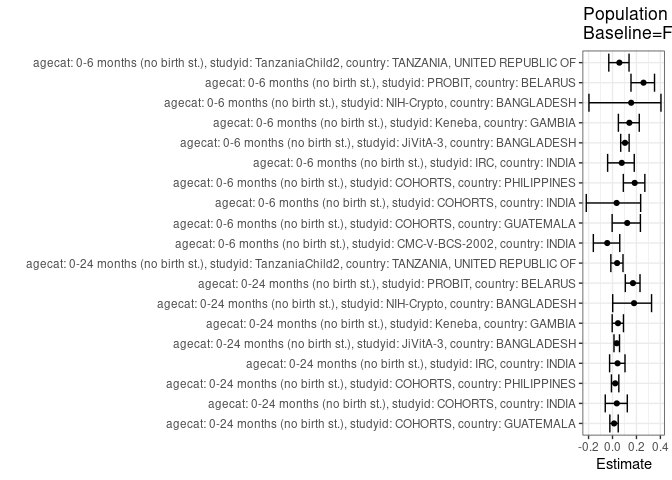 Population
Baseline=F
agecat: 0-6 months (no birth st.), studyid: TanzaniaChild2, country: TANZANIA, UNITED REPUBLIC OF
agecat: 0-6 months (no birth st.), studyid: PROBIT, country: BELARUS
agecat: 0-6 months (no birth st.), studyid: NIH-Crypto, country: BANGLADESH
agecat: 0-6 months (no birth st.), studyid: Keneba, country: GAMBIA
agecat: 0-6 months (no birth st.), studyid: JiVitA-3, country: BANGLADESH
agecat: 0-6 months (no birth st.), studyid: IRC, country: INDIA
agecat: 0-6 months (no birth st.), studyid: COHORTS, country: PHILIPPINES
agecat: 0-6 months (no birth st.), studyid: COHORTS, country: INDIA
agecat: 0-6 months (no birth st.), studyid: COHORTS, country: GUATEMALA
agecat: 0-6 months (no birth st.), studyid: CMC-V-BCS-2002, country: INDIA
agecat: 0-24 months (no birth st.), studyid: TanzaniaChild2, country: TANZANIA, UNITED REPUBLIC OF
agecat: 0-24 months (no birth st.), studyid: PROBIT, country: BELARUS
agecat: 0-24 months (no birth st.), studyid: NIH-Crypto, country: BANGLADESH
agecat: 0-24 months (no birth st.), studyid: Keneba, country: GAMBIA
agecat: 0-24 months (no birth st.), studyid: JiVitA-3, country: BANGLADESH
agecat: 0-24 months (no birth st.), studyid: IRC, country: INDIA
agecat: 0-24 months (no birth st.), studyid: COHORTS, country: PHILIPPINES
agecat: 0-24 months (no birth st.), studyid: COHORTS, country: INDIA
agecat: 0-24 months (no birth st.), studyid: COHORTS, country: GUATEMALA
-0.2 0.0 0.2 0.4
Estimate